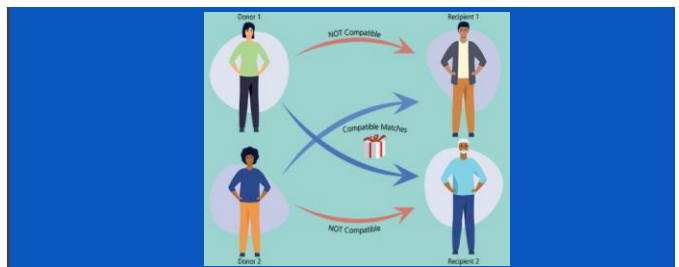 Donor 1
Recipient 1
NOT Compatible
Compatible Matches
NOT Compatible
Donor 2
Recipient 2